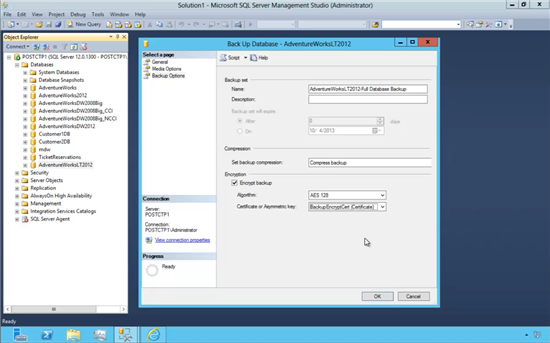 Solution1 - Microsoft SQL Server Management Studio (Administrator)
File Edit View Project Debug Tools Window Help
New Query
Object Explorer
Connect
POSTCTP1 (SQL Server 12.0.1300 - POSTCTP1\Admin
Databases
System Databases
Database Snapshots
AdventureWorks
AdventureWorks2012
AdventureWorksDW2008Big
AdventureWorksDW2008Big_CCI
AdventureWorksDW2008Big_NCCI
AdventureWorksDW2012
Customer1DB
Customer2DB
mdw
TicketReservations
AdventureWorksLT2012
Security
Server Objects
Replication
AlwaysOn High Availability
Management
Integration Services Catalogs
SQL Server Agent
Back Up Database - AdventureWorksLT2012
Select a page
General
Media Options
Backup Options
Script
Help
Backup set
Name:
AdventureWorksLT2012-Full Database Backup
Description:
Backup set will expire:
After:
0
days
On:
10/ 4/2013
Compression
Set backup compression:
Compress backup
Encryption
Encrypt backup
Algorithm:
AES 128
Certificate or Asymmetric key:
BackupEncryptCert (Certificate)
Connection
Server:
POSTCTP1
Connection:
POSTCTP1\Administrator
View connection properties
Progress
Ready
OK
Cancel
Ready